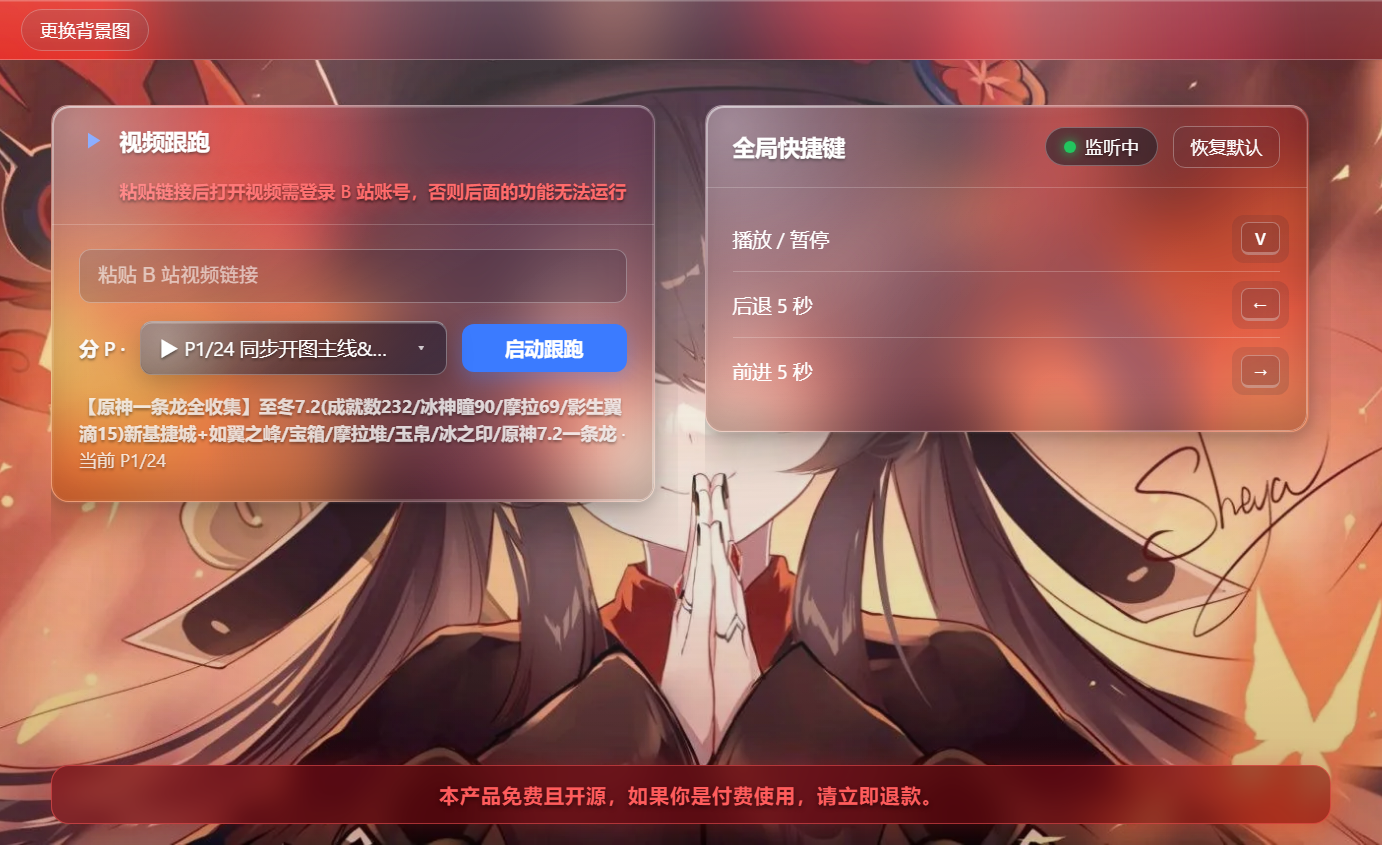 更换背景图
视频跟跑
粘贴链接后打开视频需登录 B 站账号，否则后面的功能无法运行
粘贴 B 站视频链接
分 P · ▶ P1/24 同步开图主线&... 启动跟跑
【原神一条龙全收集】至冬7.2(成就数232/冰神瞳90/摩拉69/影生翼
滴15)新基捷城+如翼之峰/宝箱/摩拉堆/玉帛/冰之印/原神7.2一条龙 ·
当前 P1/24
全局快捷键 监听中 恢复默认
播放 / 暂停 V
后退 5 秒 ←
前进 5 秒 →
Sheya
本产品免费且开源，如果你是付费使用，请立即退款。